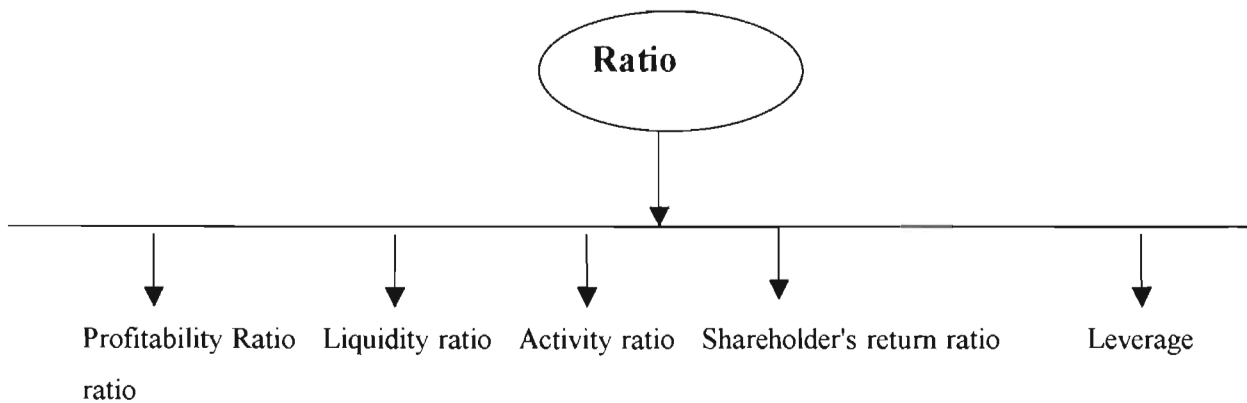 Ratio
Profitability Ratio Liquidity ratio Activity ratio Shareholder's return ratio Leverage
ratio